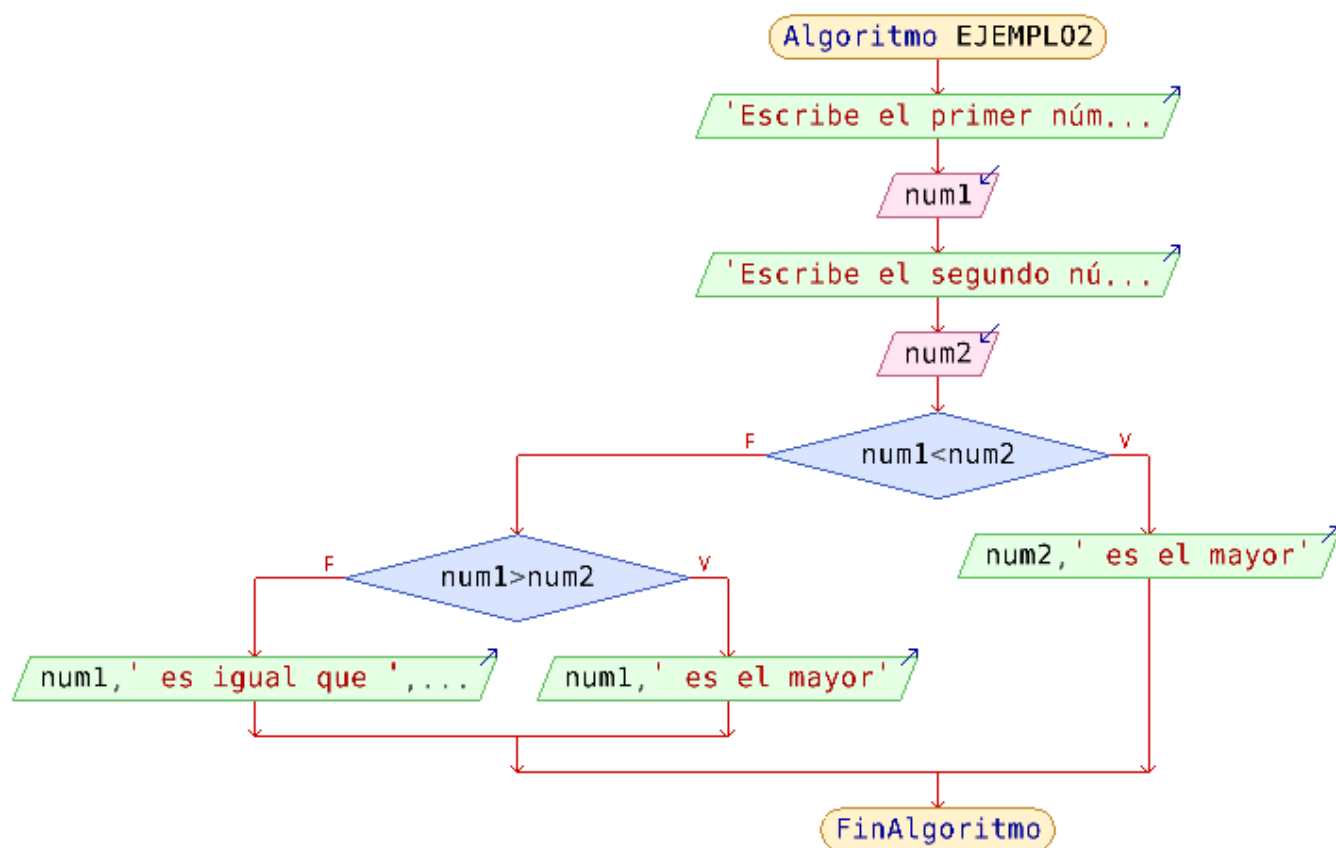 Algoritmo EJEMPLO2
'Escribe el primer núm...
num1
'Escribe el segundo nú...
num2
F
num1<num2
V
num2,' es el mayor'
F
num1>num2
V
num1,' es igual que ',...
num1,' es el mayor'
FinAlgoritmo